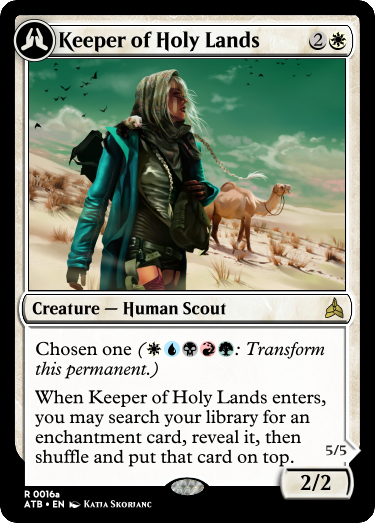 Keeper of Holy Lands 2
Creature — Human Scout
Chosen one (: Transform
this permanent.)
When Keeper of Holy Lands enters,
you may search your library for an
enchantment card, reveal it, then
shuffle and put that card on top.
5/5
2/2
R 0016a
ATB • EN Katia Skorianc